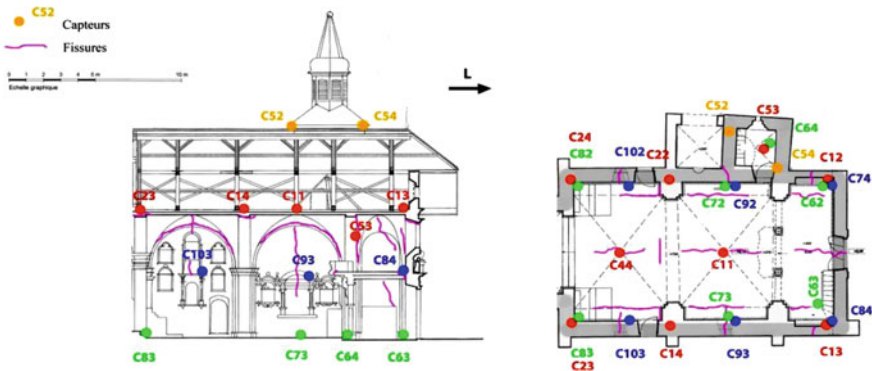 C52
Capteurs
Fissures
0 1 2 3 4 5 m 10 m
Echelle graphique
L
C52 C54
C23 C14 C11 C13
C53
C103 C93 C84
C83 C73 C64 C63
C52 C53
C64
C24
C82 C102 C22 C54 C12
C74
C72 C92 C62
C44 C11
C63
C73 C84
C83 C103 C14 C93 C13
C23